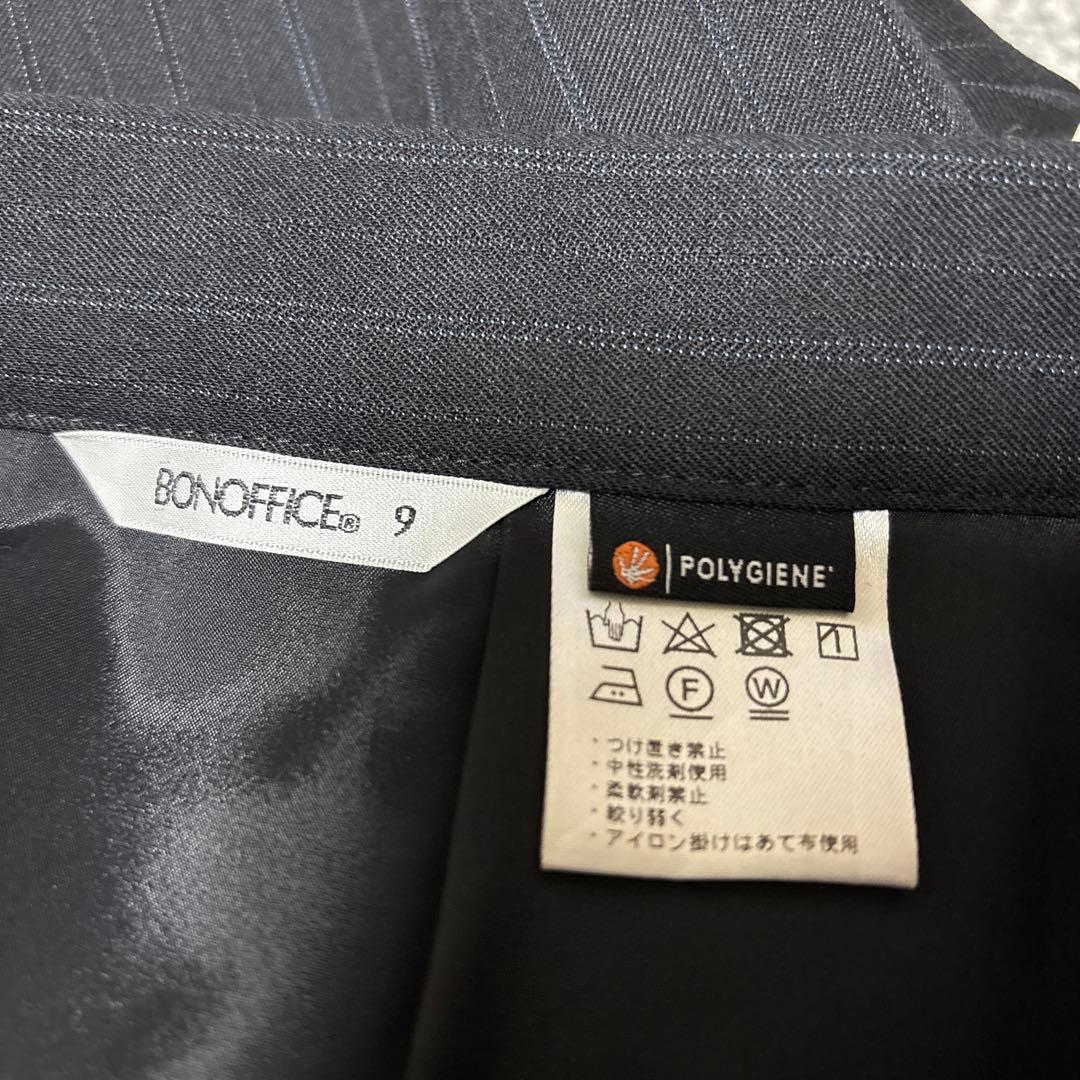 BONOFFICE® 9
POLYGIENE
F W
・つけ置き禁止
・中性洗剤使用
・柔軟剤禁止
・絞り弱く
・アイロン掛けはあて布使用